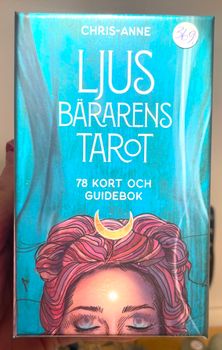 CHRIS-ANNE
LJUS
BÄRARENS
TAROT
78 KORT OCH
GUIDEBOK